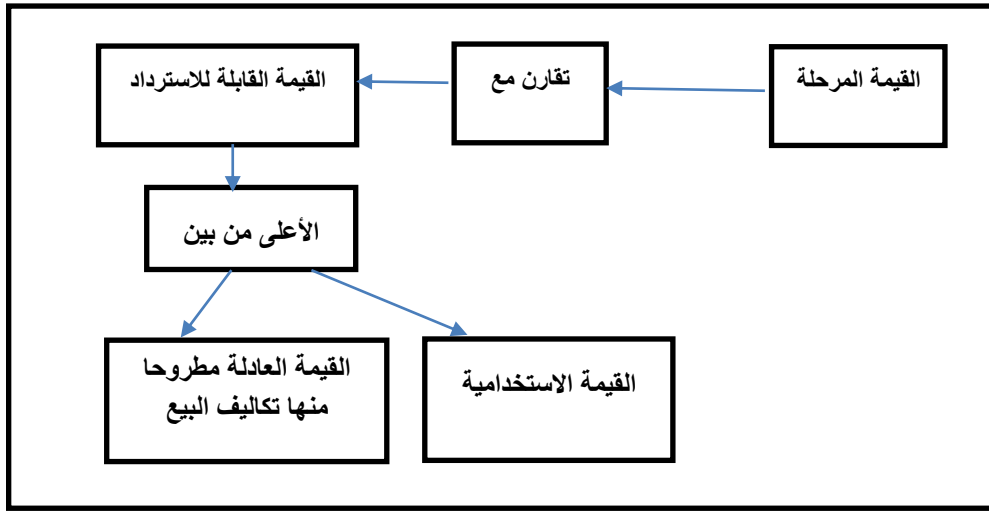 القيمة المرحلة
تقارن مع
القيمة القابلة للاسترداد
الأعلى من بين
القيمة الاستخدامية
القيمة العادلة مطروحا
منها تكاليف البيع